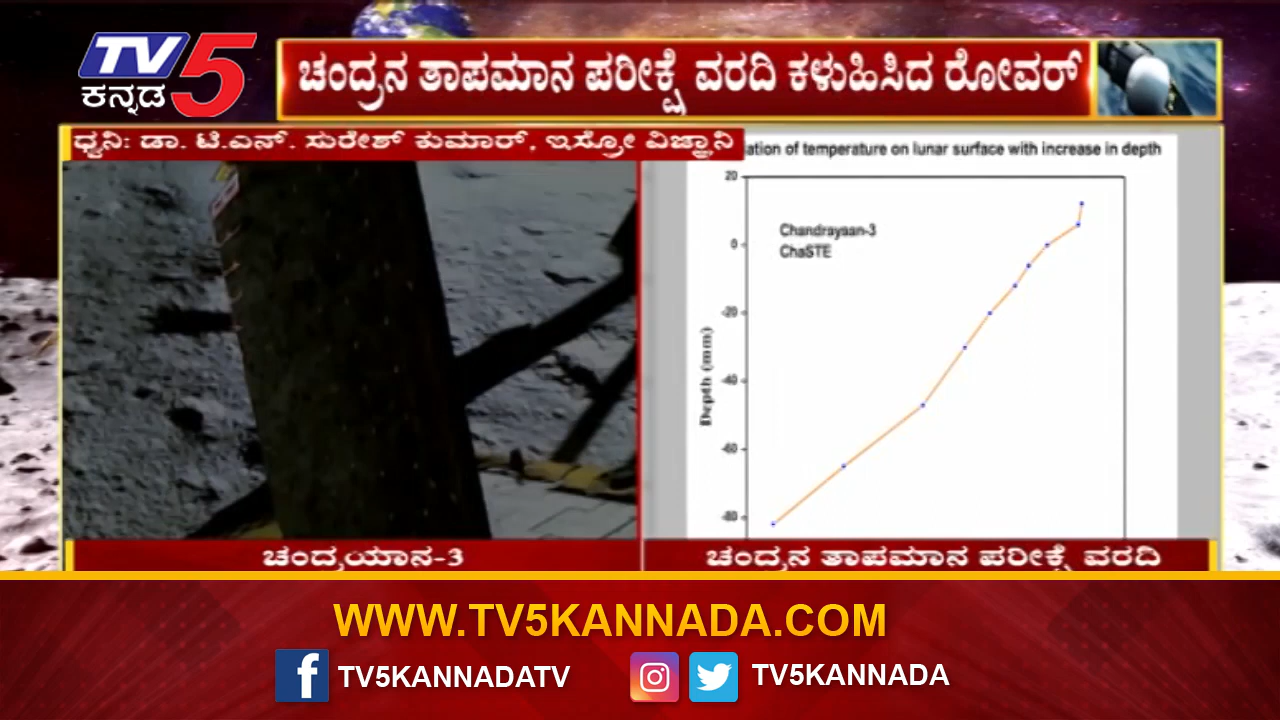 TV5
ಕನ್ನಡ
ಚಂದ್ರನ ತಾಪಮಾನ ಪರೀಕ್ಷೆ ವರದಿ ಕಳುಹಿಸಿದ ರೋವರ್
ಧ್ವನಿ: ಡಾ. ಟಿ.ಎನ್. ಸುರೇಶ್ ಕುಮಾರ್, ಇಸ್ರೋ ವಿಜ್ಞಾನಿ
ation of temperature on lunar surface with increase in depth
20
Chandrayaan-3
0
ChaSTE
-20
Depth (mm)
-40
-60
-80
ಚಂದ್ರಯಾನ-3
ಚಂದ್ರನ ತಾಪಮಾನ ಪರೀಕ್ಷೆ ವರದಿ
WWW.TV5KANNADA.COM
TV5KANNADATV
TV5KANNADA